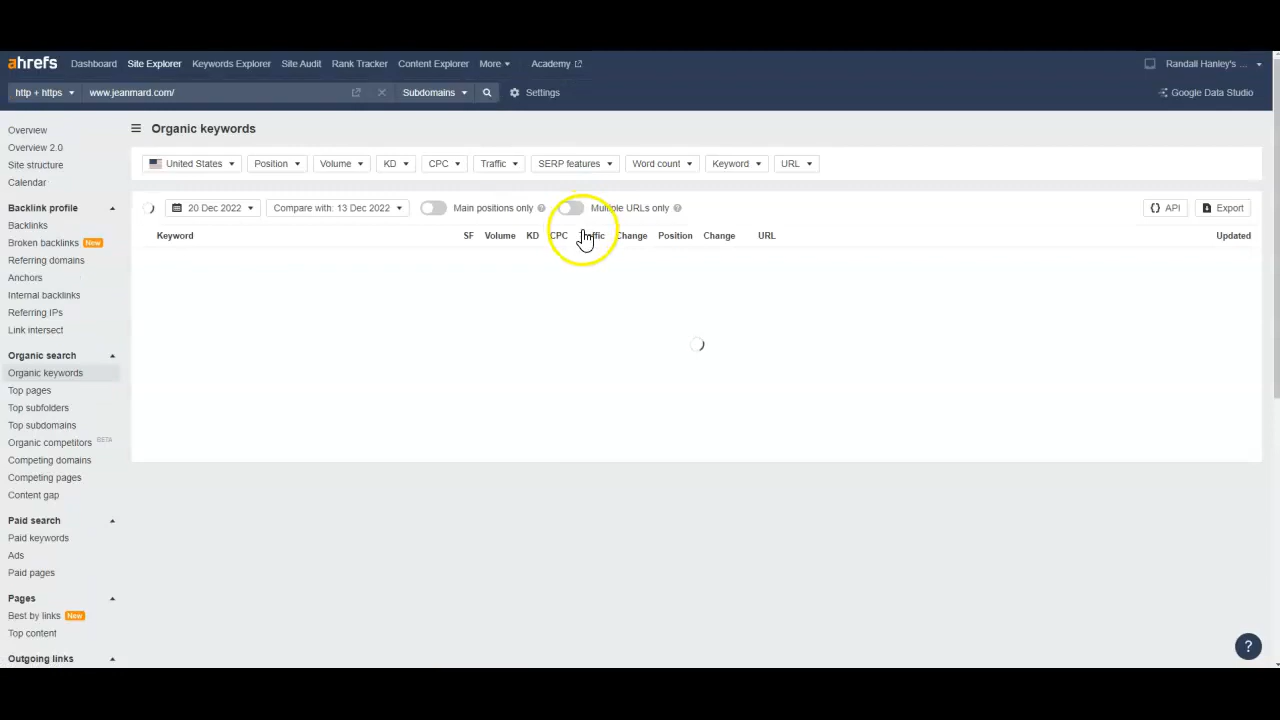 ahrefs Dashboard Site Explorer Keywords Explorer Site Audit Rank Tracker Content Explorer More Academy Randall Hanley's ...
http + https www.jeanmard.com/ Subdomains Settings Google Data Studio
Overview
Overview 2.0
Site structure
Calendar
Backlink profile
Backlinks
Broken backlinks New
Referring domains
Anchors
Internal backlinks
Referring IPs
Link intersect
Organic search
Organic keywords
Top pages
Top subfolders
Top subdomains
Organic competitors BETA
Competing domains
Competing pages
Content gap
Paid search
Paid keywords
Ads
Paid pages
Pages
Best by links New
Top content
Outgoing links
Organic keywords
United States Position Volume KD CPC Traffic SERP features Word count Keyword URL
20 Dec 2022 Compare with: 13 Dec 2022 Main positions only ? Multiple URLs only ? {} API Export
Keyword SF Volume KD CPC Traffic Change Position Change URL Updated
?